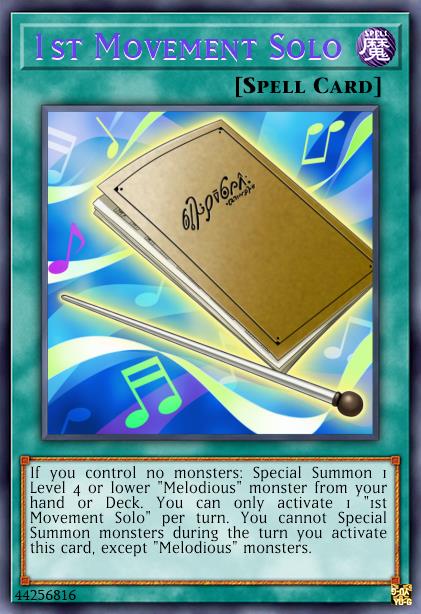 1st Movement Solo
SPELL
魔
[Spell Card]
If you control no monsters: Special Summon 1
Level 4 or lower "Melodious" monster from your
hand or Deck. You can only activate 1 "1st
Movement Solo" per turn. You cannot Special
Summon monsters during the turn you activate
this card, except "Melodious" monsters.
44256816